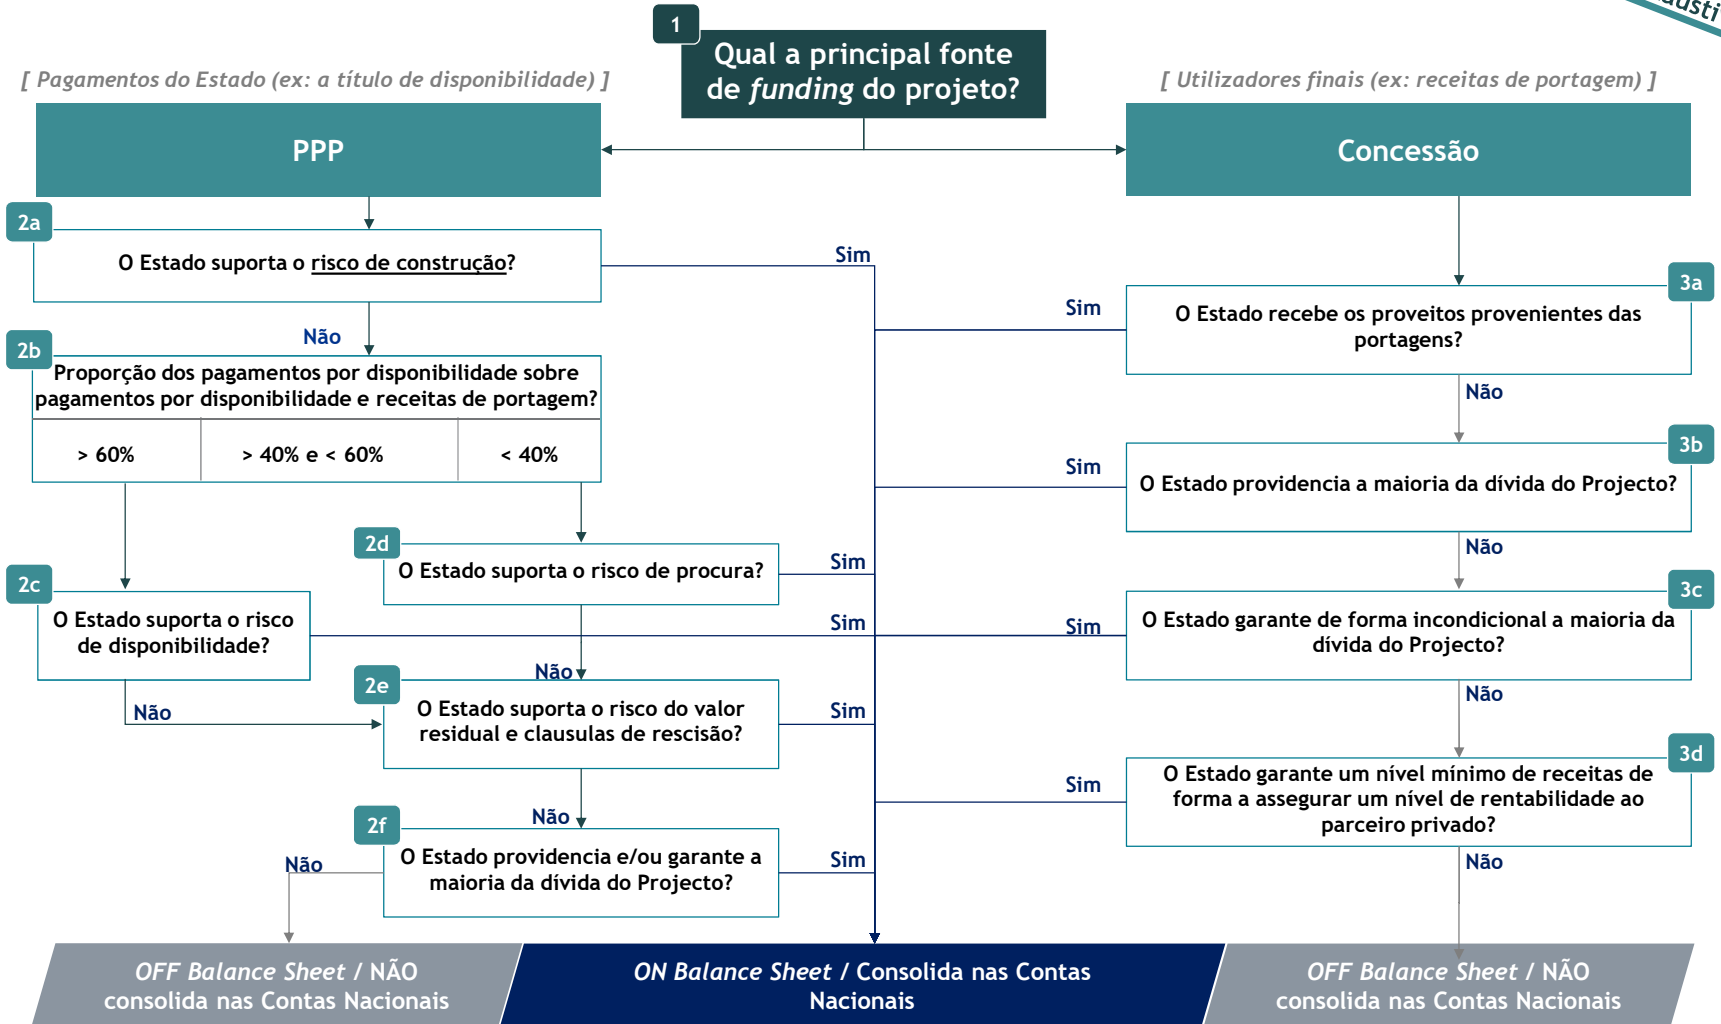 1
Qual a principal fonte
de funding do projeto?
[ Pagamentos do Estado (ex: a título de disponibilidade) ]
[ Utilizadores finais (ex: receitas de portagem) ]
PPP
Concessão
2a
O Estado suporta o risco de construção?
Sim
Não
2b
Proporção dos pagamentos por disponibilidade sobre
pagamentos por disponibilidade e receitas de portagem?
> 60%
> 40% e < 60%
< 40%
2d
O Estado suporta o risco de procura?
Sim
2c
O Estado suporta o risco
de disponibilidade?
Sim
Não
Não
2e
O Estado suporta o risco do valor
residual e clausulas de rescisão?
Sim
Não
2f
O Estado providencia e/ou garante a
maioria da dívida do Projecto?
Sim
Não
3a
O Estado recebe os proveitos provenientes das
portagens?
Sim
Não
3b
O Estado providencia a maioria da dívida do Projecto?
Sim
Não
3c
O Estado garante de forma incondicional a maioria da
dívida do Projecto?
Sim
Não
3d
O Estado garante um nível mínimo de receitas de
forma a assegurar um nível de rentabilidade ao
parceiro privado?
Sim
Não
OFF Balance Sheet / NÃO
consolida nas Contas Nacionais
ON Balance Sheet / Consolida nas Contas
Nacionais
OFF Balance Sheet / NÃO
consolida nas Contas Nacionais